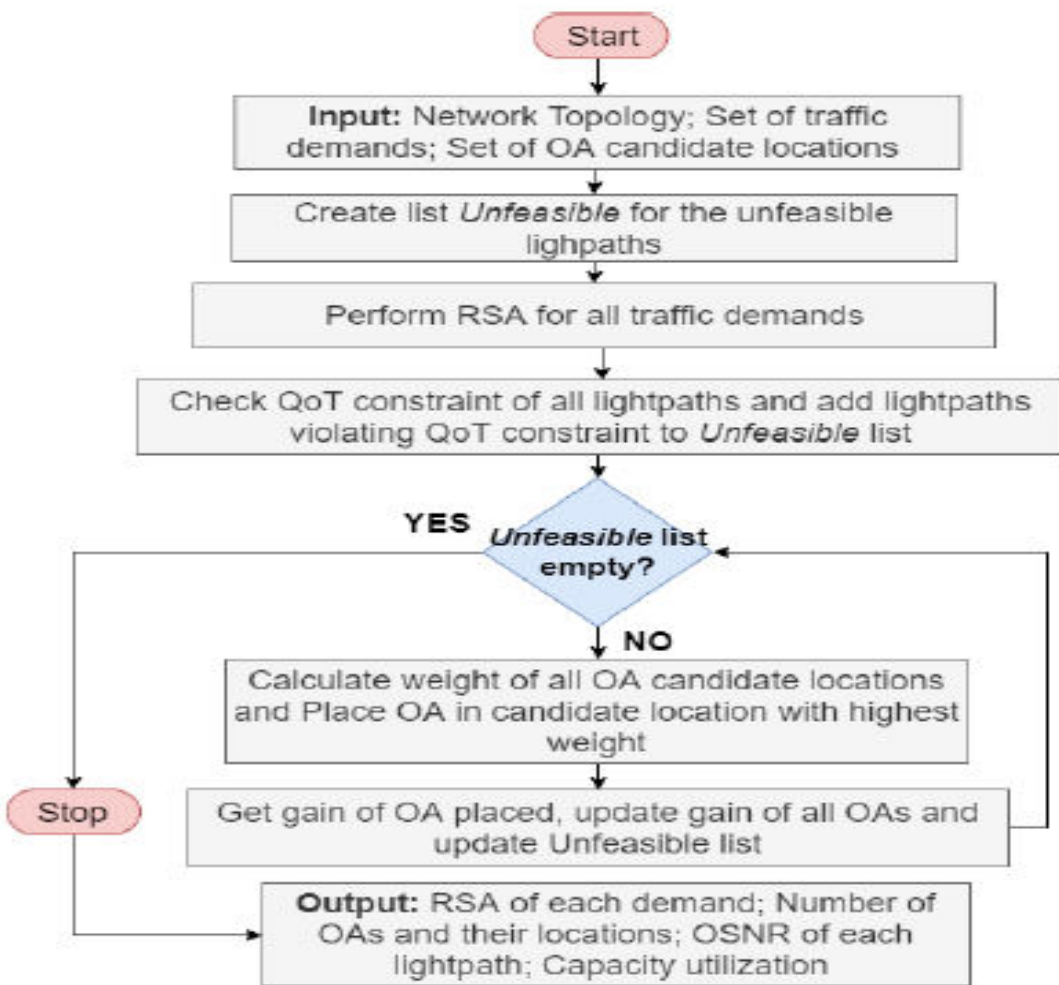 Start
Input: Network Topology; Set of traffic
demands; Set of OA candidate locations
Create list Unfeasible for the unfeasible
lighpaths
Perform RSA for all traffic demands
Check QoT constraint of all lightpaths and add lightpaths
violating QoT constraint to Unfeasible list
YES
Unfeasible list
empty?
NO
Calculate weight of all OA candidate locations
and Place OA in candidate location with highest
weight
Stop
Get gain of OA placed, update gain of all OAs and
update Unfeasible list
Output: RSA of each demand; Number of
OAs and their locations; OSNR of each
lightpath; Capacity utilization